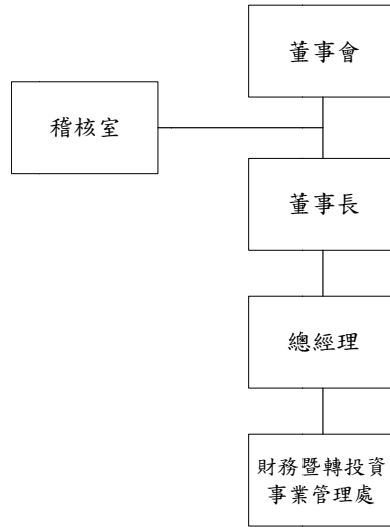 董事會
稽核室
董事長
總經理
財務暨轉投資
事業管理處